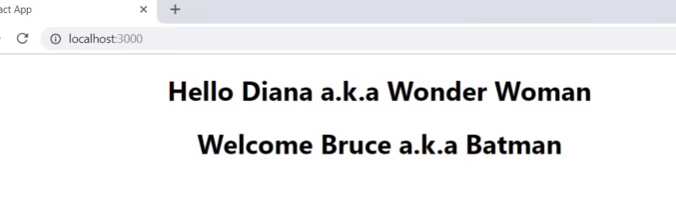 act App
localhost:3000
Hello Diana a.k.a Wonder Woman
Welcome Bruce a.k.a Batman